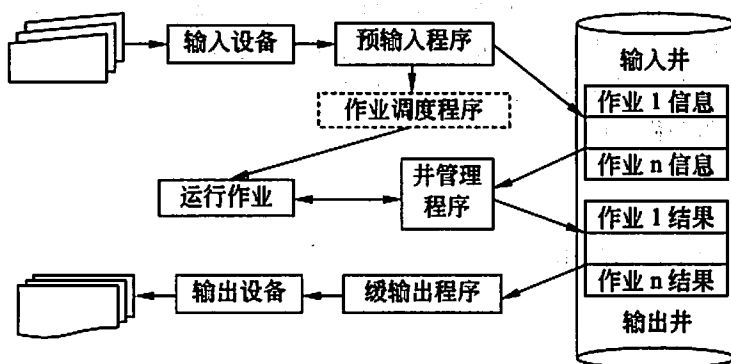 输入设备
预输入程序
输入井
作业调度程序
作业 1 信息
作业 n 信息
运行作业
井管理
程序
作业 1 结果
作业 n 结果
输出设备
缓输出程序
输出井